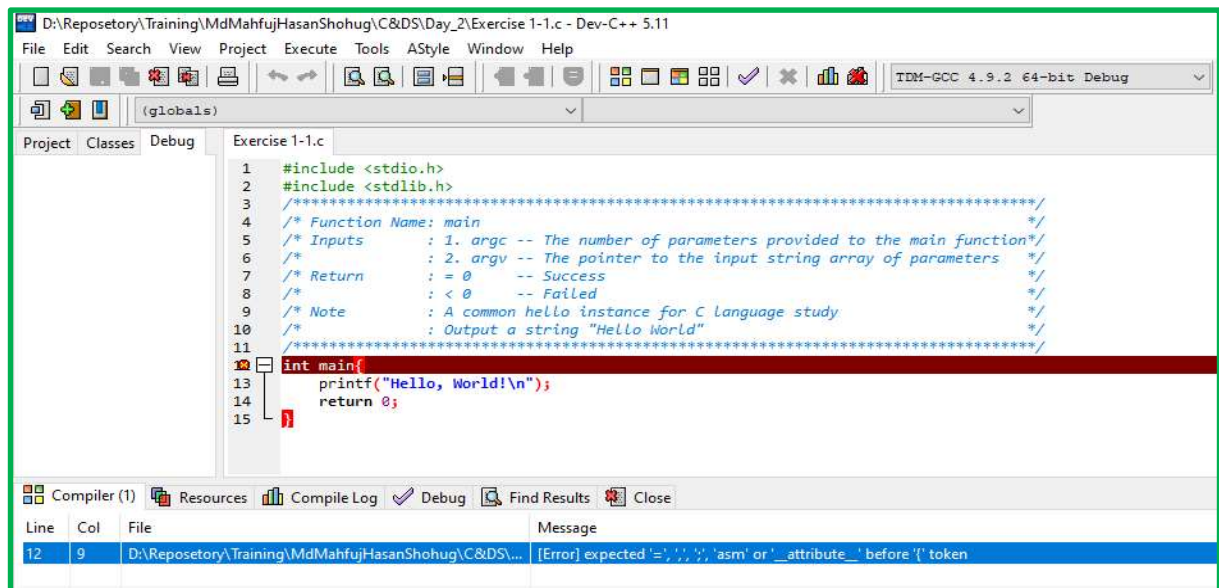 D:\Reposetory\Training\MdMahfujHasanShohug\C&DS\Day_2\Exercise 1-1.c - Dev-C++ 5.11
File Edit Search View Project Execute Tools AStyle Window Help
TDM-GCC 4.9.2 64-bit Debug
(globals)
Project Classes Debug Exercise 1-1.c
1 #include <stdio.h>
2 #include <stdlib.h>
3 /**********************************************************************************/
4 /* Function Name: main */
5 /* Inputs : 1. argc -- The number of parameters provided to the main function*/
6 /* : 2. argv -- The pointer to the input string array of parameters */
7 /* Return : = 0 -- Success */
8 /* : < 0 -- Failed */
9 /* Note : A common hello instance for C language study */
10 /* : Output a string "Hello World" */
11 /**********************************************************************************/
int main{
13 printf("Hello, World!\n");
14 return 0;
15 }
Compiler (1) Resources Compile Log Debug Find Results Close
Line Col File Message
12 9 D:\Reposetory\Training\MdMahfujHasanShohug\C&DS\... [Error] expected '=', ',', ';', 'asm' or '__attribute__' before '{' token